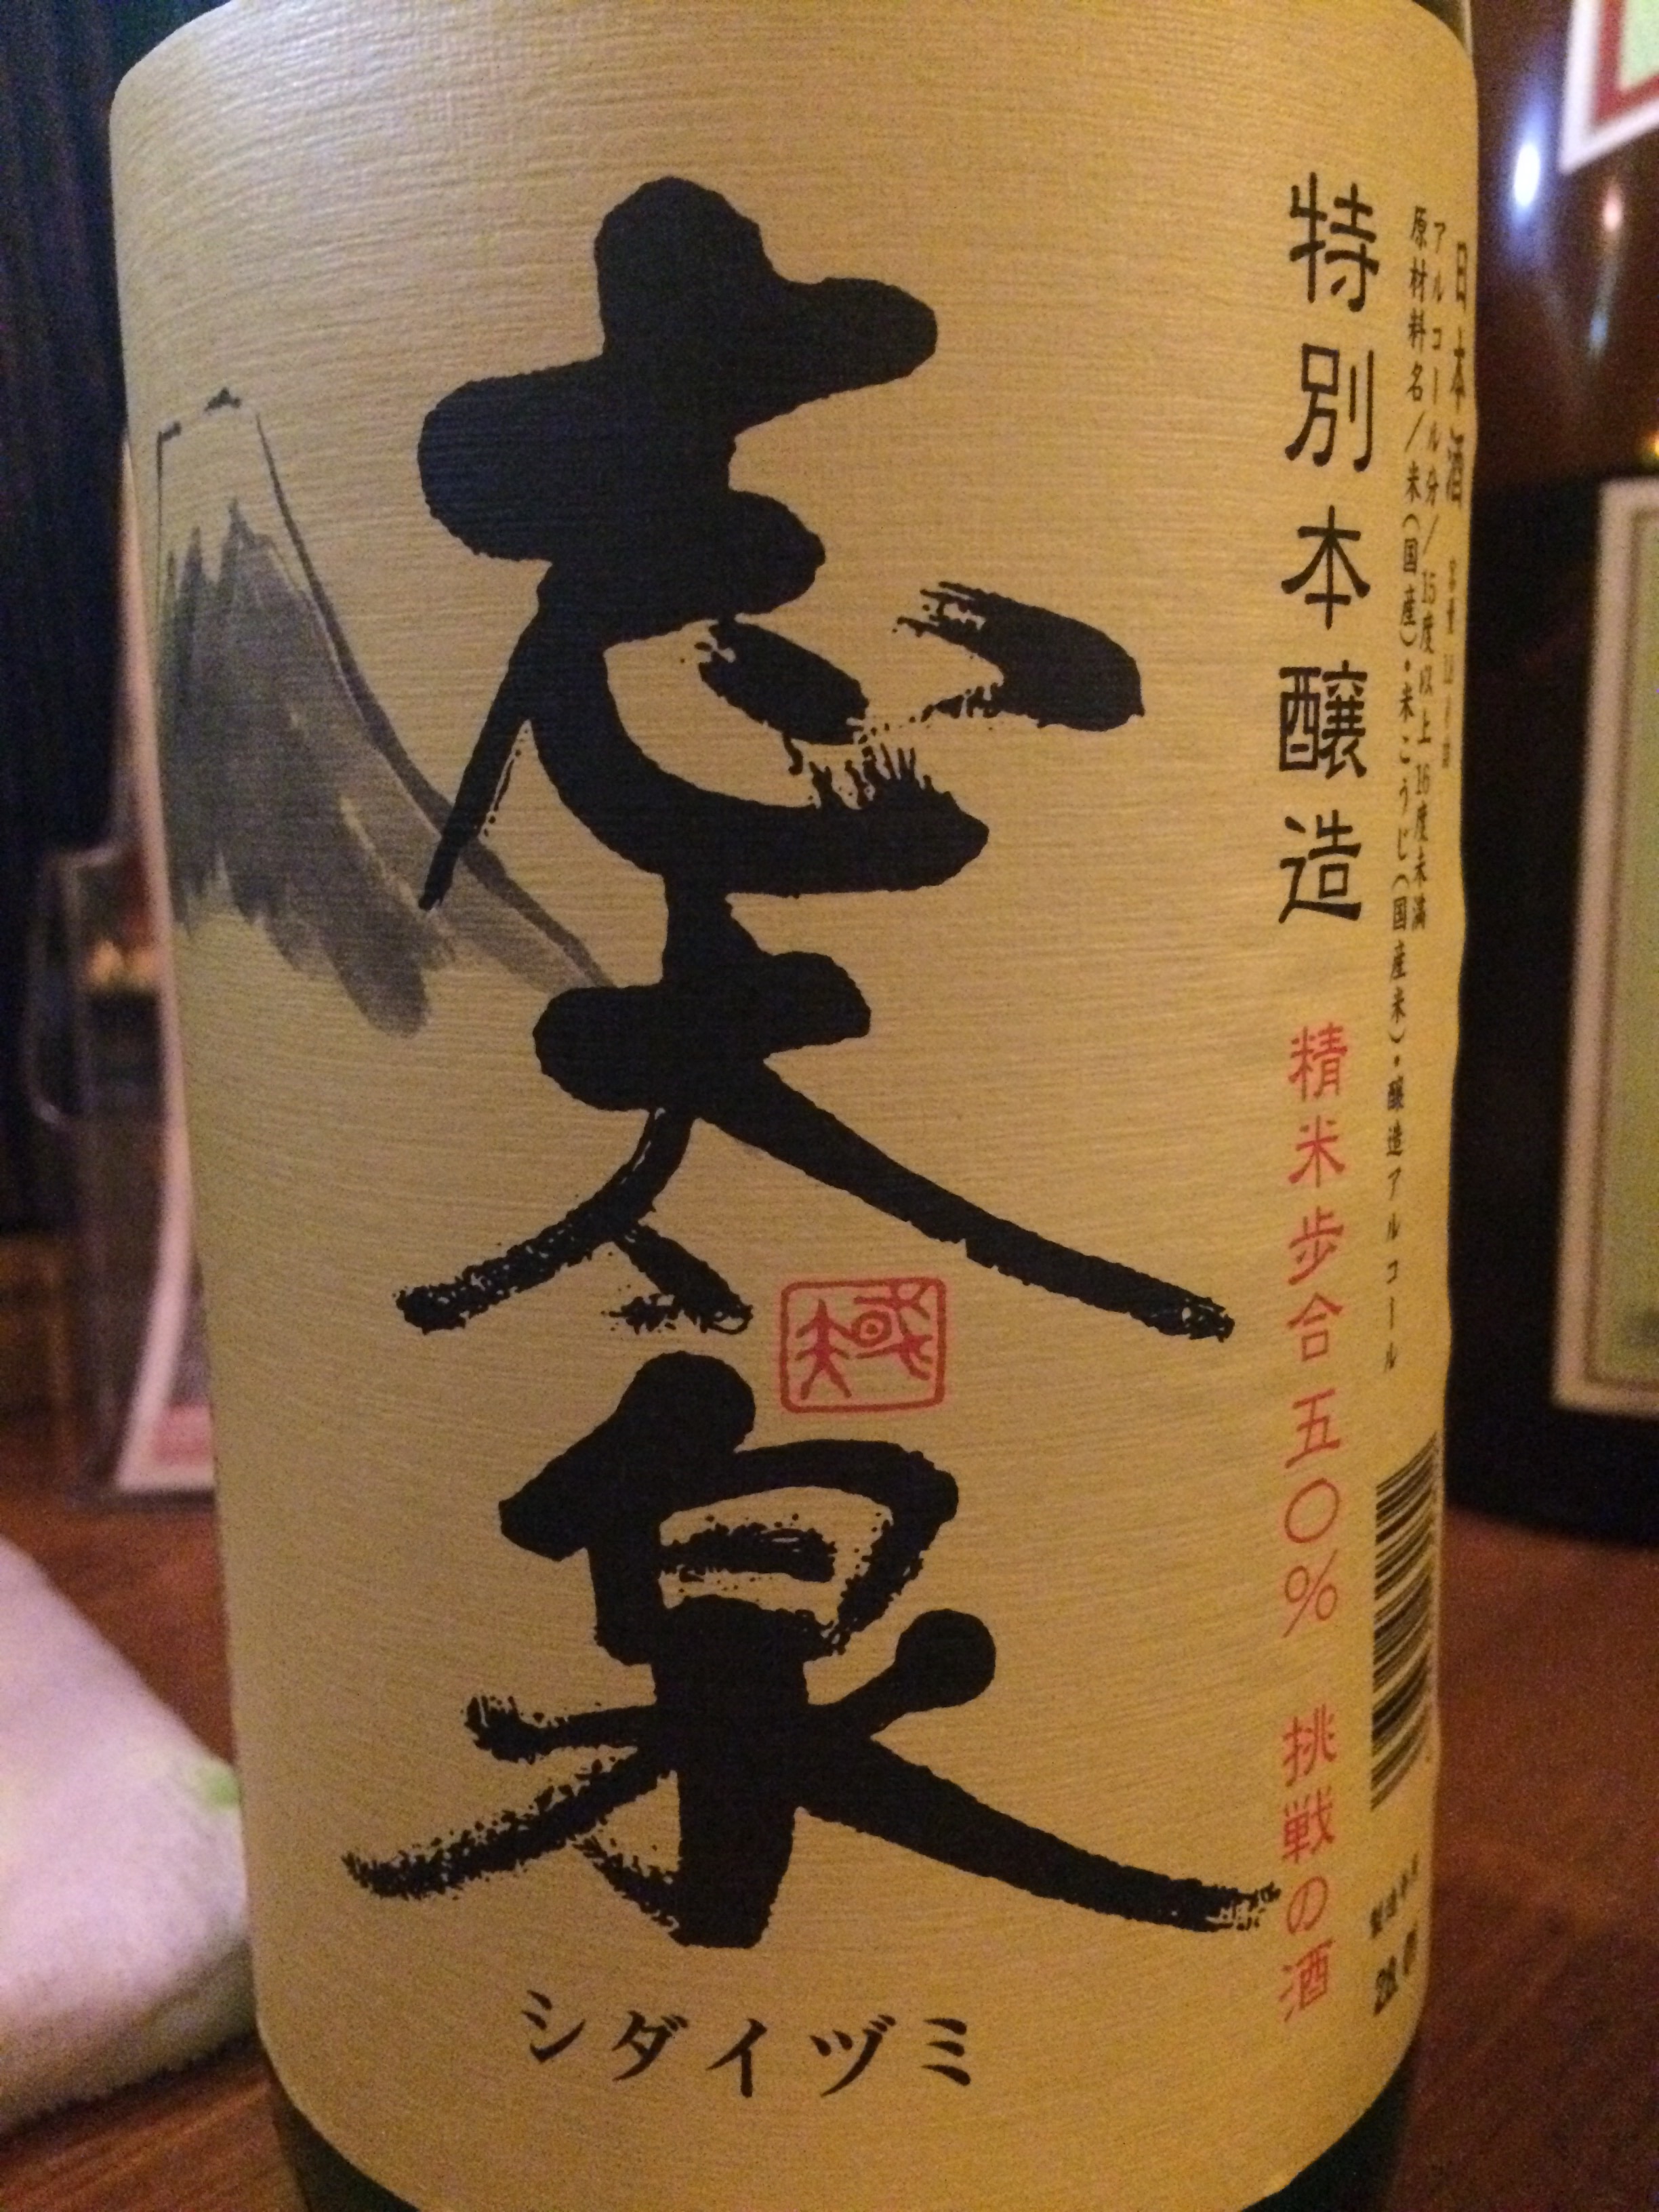 日本酒
アルコール分/15度以上16度未満
原材料名/米(国産)・米こうじ(国産米)・醸造アルコール
特別本醸造 精米歩合 五〇% 挑戦の酒
志太泉
シダイヅミ